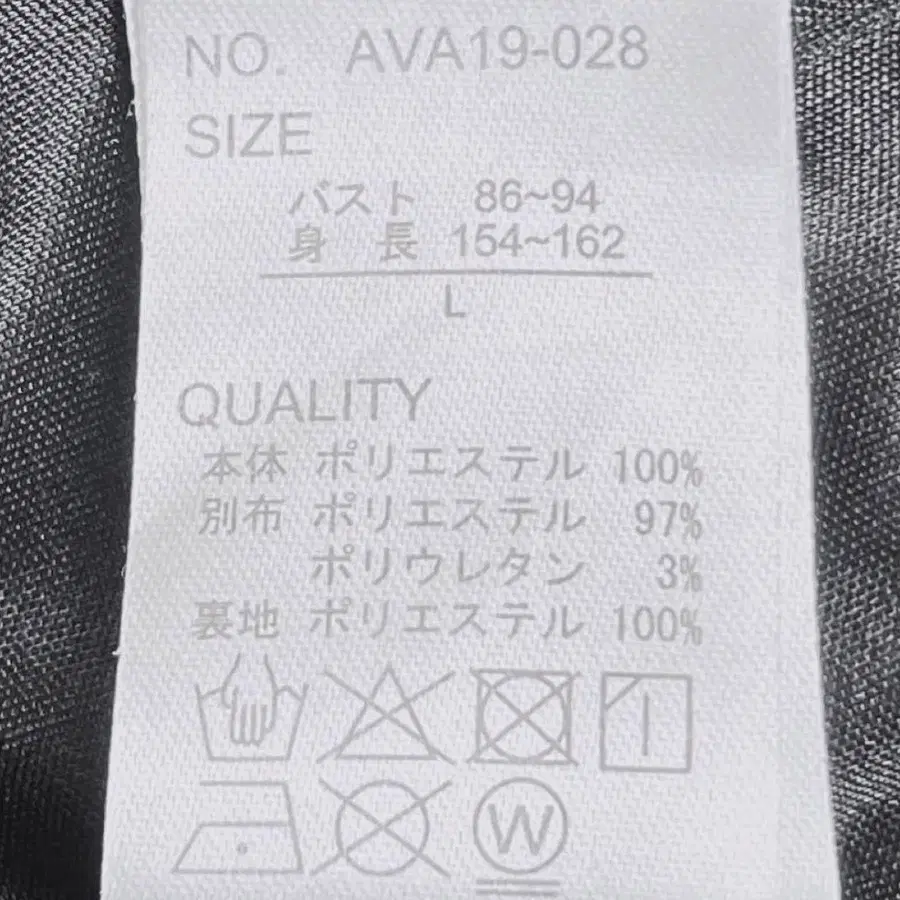 NO. AVA19-028
SIZE
バスト 86~94
身 長 154~162
L
QUALITY
本体 ポリエステル 100%
別布 ポリエステル 97%
ポリウレタン 3%
裏地 ポリエステル 100%
W